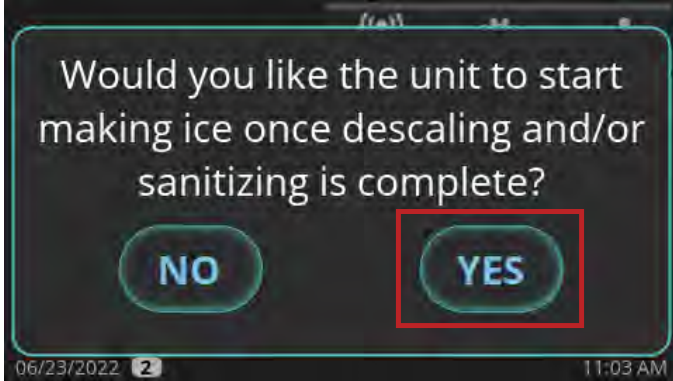 Would you like the unit to start
making ice once descaling and/or
sanitizing is complete?
NO YES
06/23/2022 2 11:03 AM